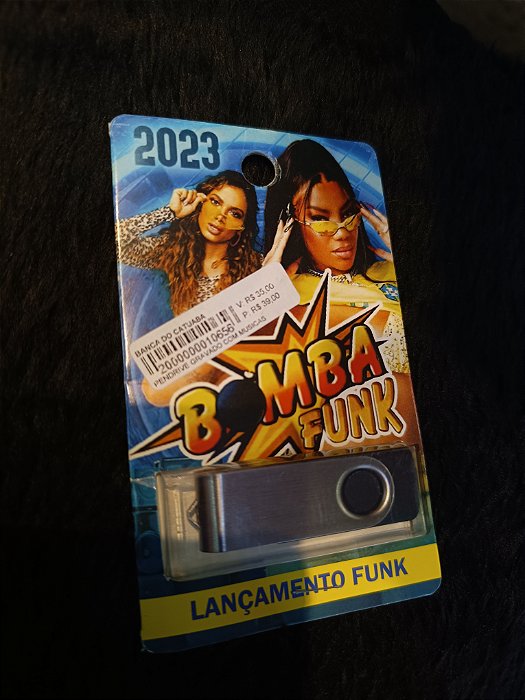 2023
BANCA DO CATUABA
V: R$ 35,00
P: R$ 39,00
2000000010656
PENDRIVE GRAVADO COM MUSICAS
BOMBA
FUNK
LANÇAMENTO FUNK